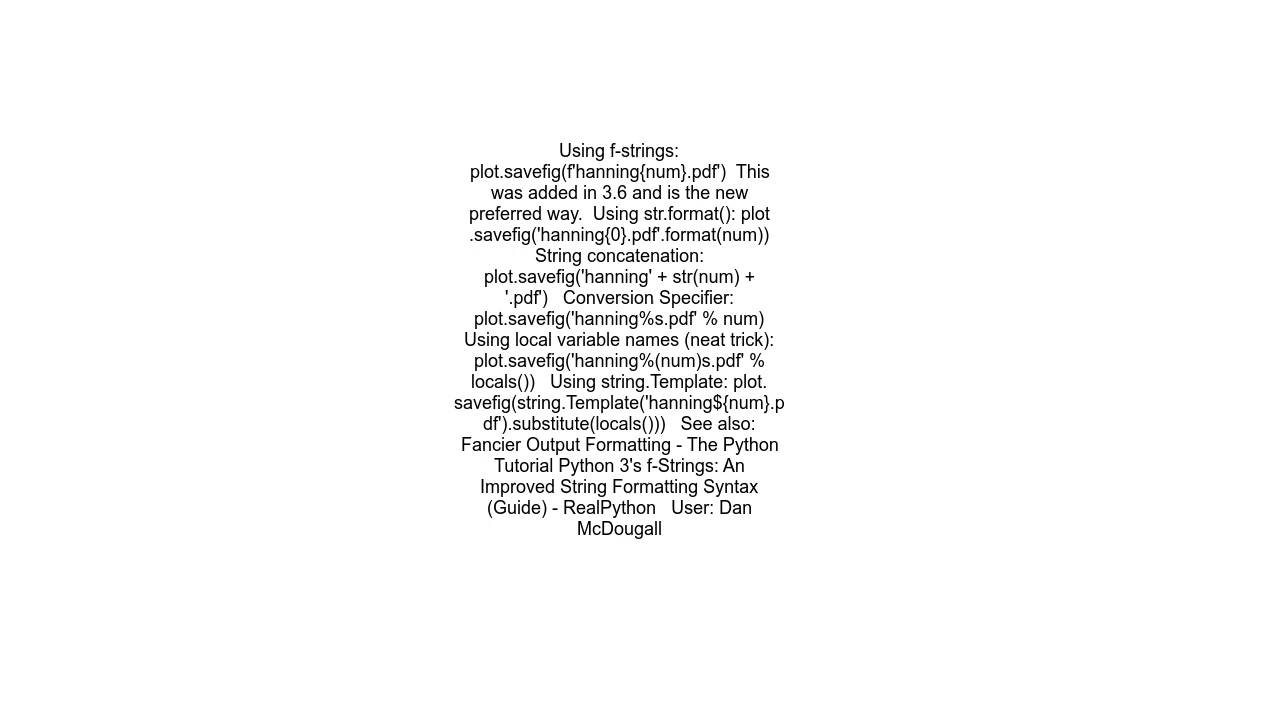 Using f-strings:
plot.savefig(f'hanning{num}.pdf')  This
was added in 3.6 and is the new
preferred way.  Using str.format(): plot
.savefig('hanning{0}.pdf'.format(num))
String concatenation:
plot.savefig('hanning' + str(num) +
'.pdf')   Conversion Specifier:
plot.savefig('hanning%s.pdf' % num)
Using local variable names (neat trick):
plot.savefig('hanning%(num)s.pdf' %
locals())   Using string.Template: plot.
savefig(string.Template('hanning${num}.p
df').substitute(locals()))   See also:
Fancier Output Formatting - The Python
Tutorial Python 3's f-Strings: An
Improved String Formatting Syntax
(Guide) - RealPython   User: Dan
McDougall